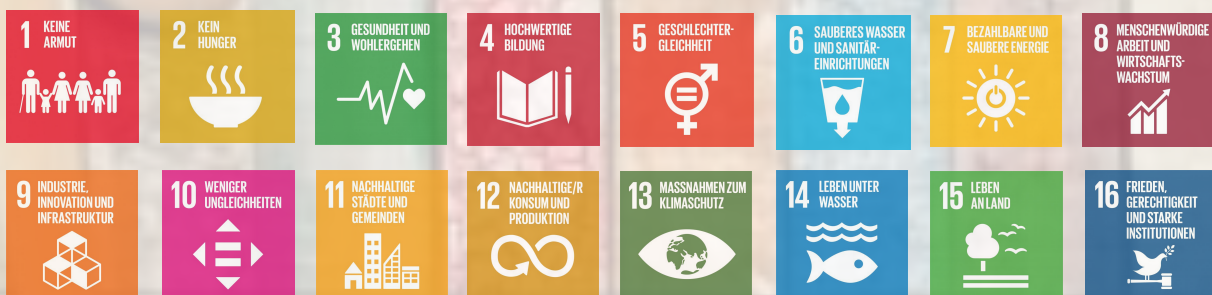 1 KEINE
ARMUT
2 KEIN
HUNGER
3 GESUNDHEIT UND
WOHLERGEHEN
4 HOCHWERTIGE
BILDUNG
5 GESCHLECHTER-
GLEICHHEIT
6 SAUBERES WASSER
UND SANITÄR-
EINRICHTUNGEN
7 BEZAHLBARE UND
SAUBERE ENERGIE
8 MENSCHENWÜRDIGE
ARBEIT UND
WIRTSCHAFTS-
WACHSTUM
9 INDUSTRIE,
INNOVATION UND
INFRASTRUKTUR
10 WENIGER
UNGLEICHHEITEN
11 NACHHALTIGE
STÄDTE UND
GEMEINDEN
12 NACHHALTIGE/R
KONSUM UND
PRODUKTION
13 MASSNAHMEN ZUM
KLIMASCHUTZ
14 LEBEN UNTER
WASSER
15 LEBEN
AN LAND
16 FRIEDEN,
GERECHTIGKEIT
UND STARKE
INSTITUTIONEN